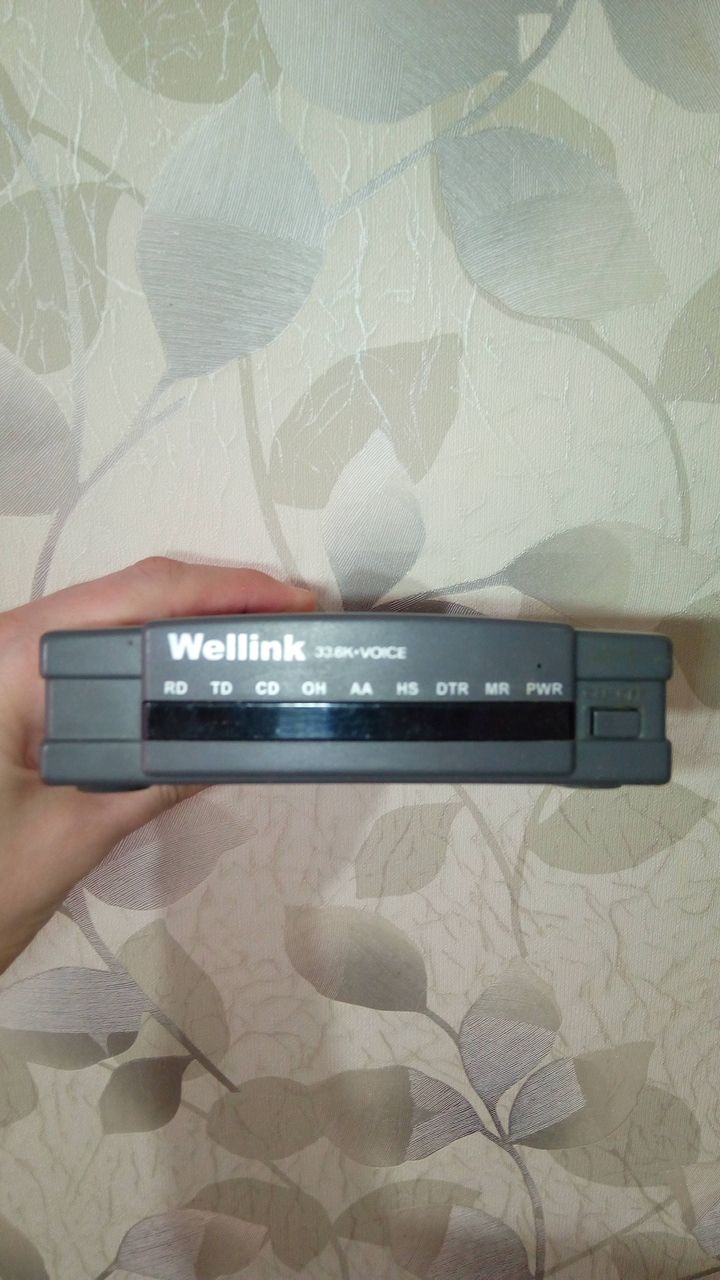 Wellink 33.6K+VOICE
RD TD CD OH AA HS DTR MR PWR